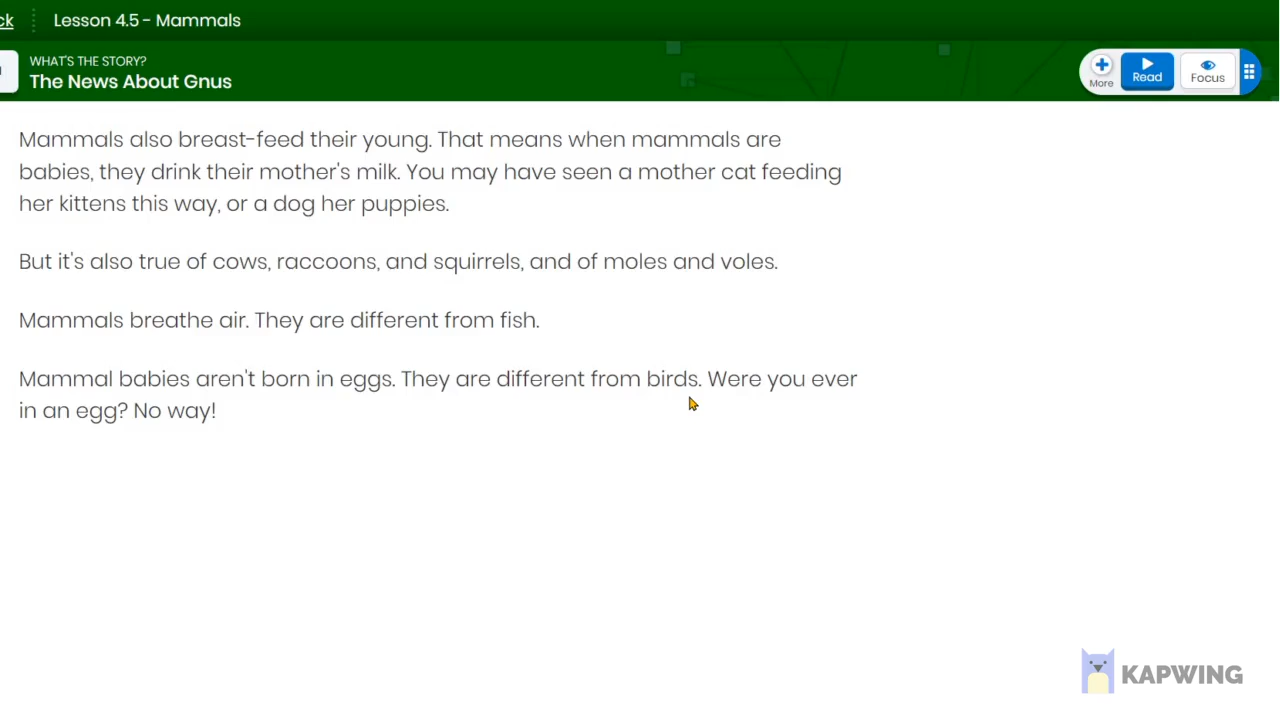 ck
Lesson 4.5 - Mammals
WHAT'S THE STORY?
The News About Gnus
More
Read
Focus
Mammals also breast-feed their young. That means when mammals are
babies, they drink their mother's milk. You may have seen a mother cat feeding
her kittens this way, or a dog her puppies.
But it's also true of cows, raccoons, and squirrels, and of moles and voles.
Mammals breathe air. They are different from fish.
Mammal babies aren't born in eggs. They are different from birds. Were you ever
in an egg? No way!
KAPWING